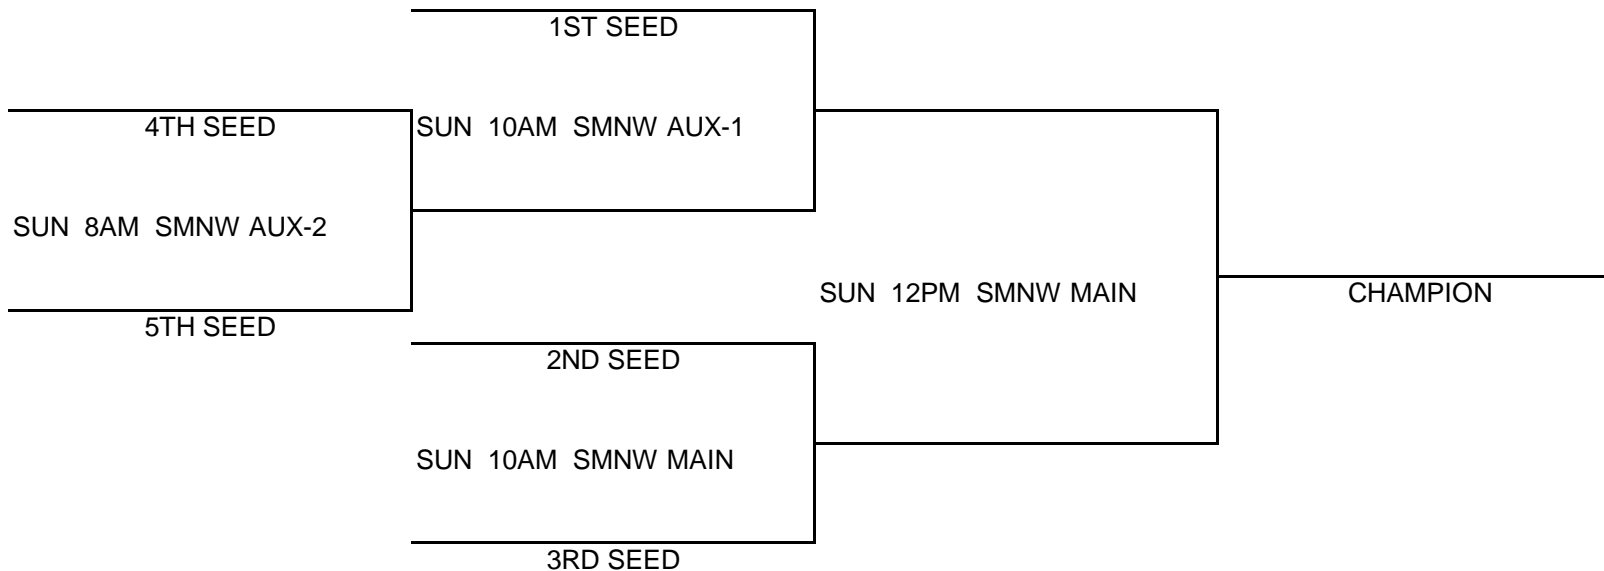 1ST SEED
4TH SEED
SUN 10AM SMNW AUX-1
SUN 8AM SMNW AUX-2
SUN 12PM SMNW MAIN
CHAMPION
5TH SEED
2ND SEED
SUN 10AM SMNW MAIN
3RD SEED